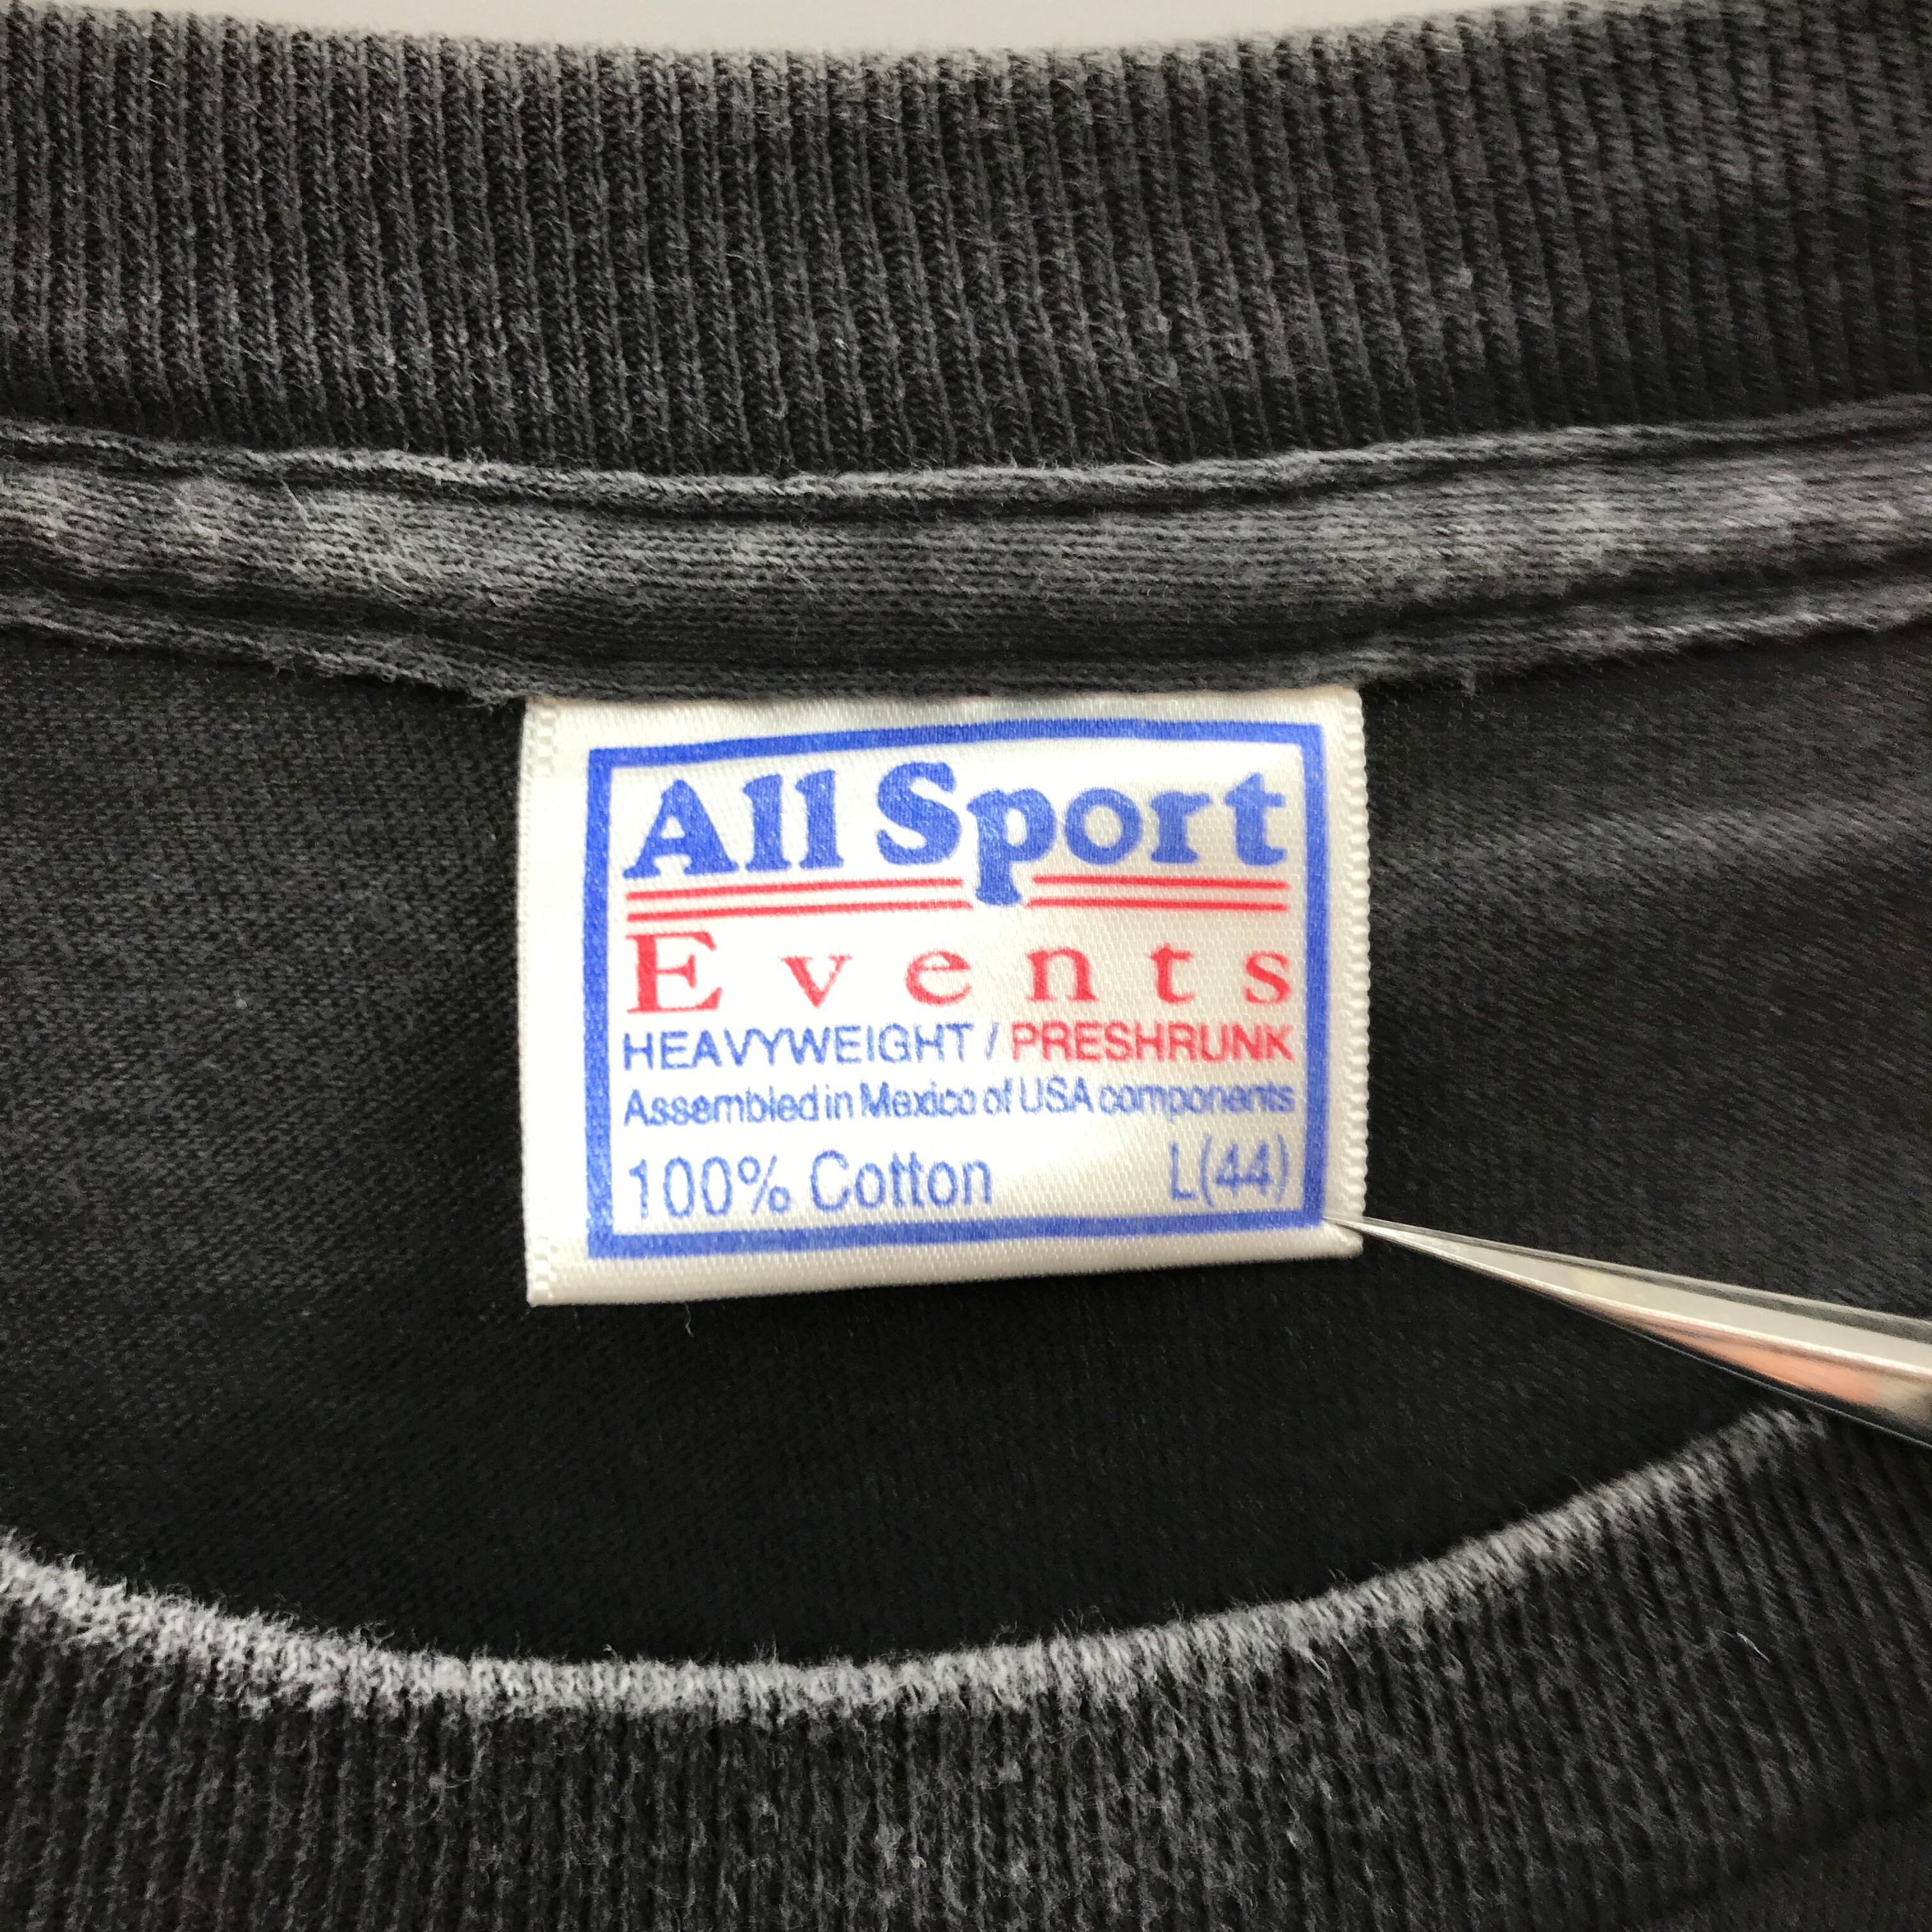 All Sport
Events
HEAVYWEIGHT / PRESHRUNK
Assembled in Mexico of USA components
100% Cotton L(44)